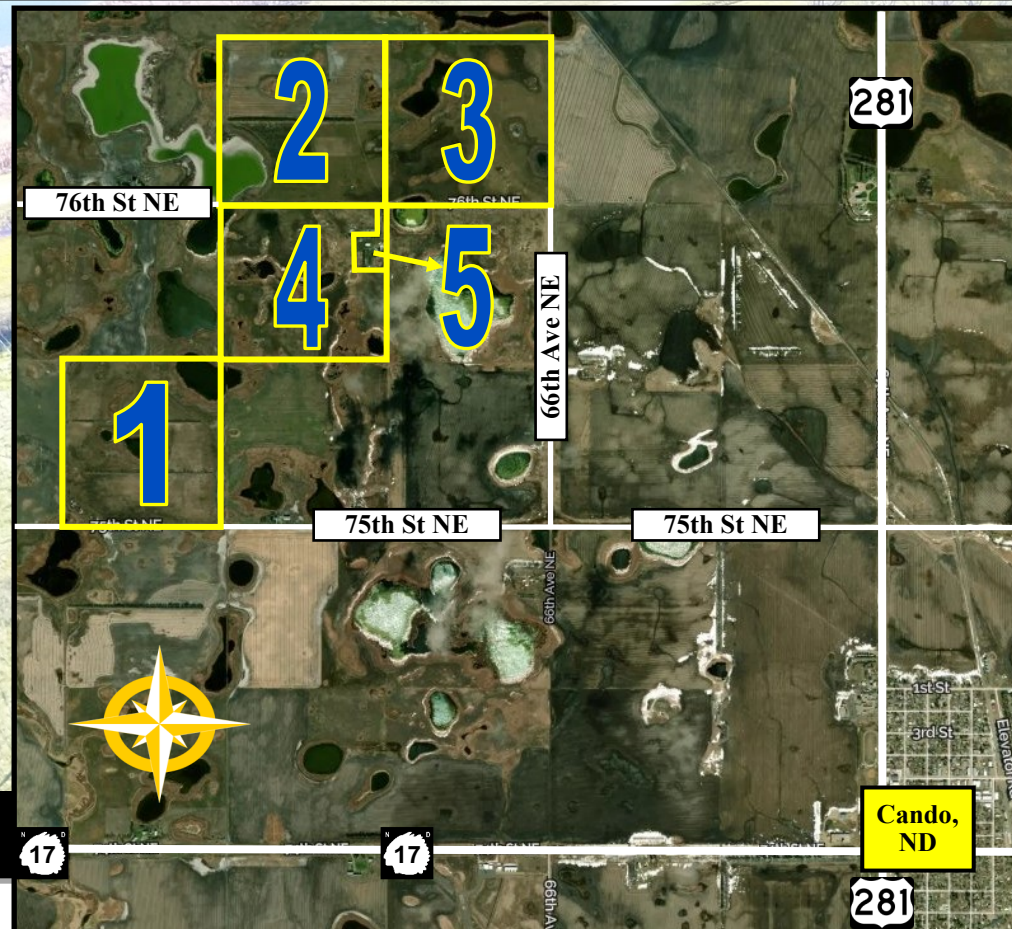 2
3
281
76th St NE
76th St NE
4
5
66th Ave NE
1
75th St NE
75th St NE
75th St NE
66th Ave NE
1st St
3rd St
Cando,
ND
N D
17
N D
17
281